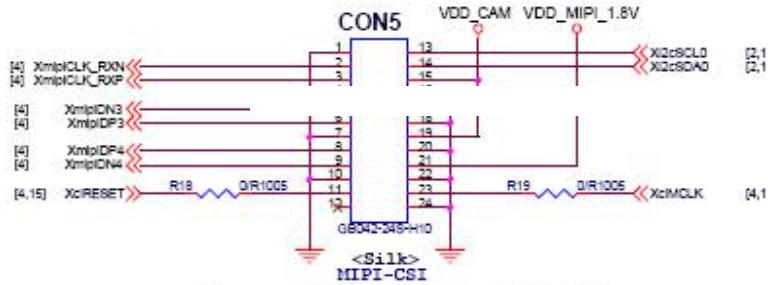 CON5
VDD_CAM VDD_MIPI_1.8V
1 13 Xi2cSCL0 [2,1
[4] XmipiCLK_RXN 2 14 Xi2cSDA0 [2,1
[4] XmipiCLK_RXP 3 15
[4] XmipiDN3
[4] XmipiDP3 6 18
7 19
[4] XmipiDP4 8 20
[4] XmipiDN4 9 21
10 22
[4,15] XciRESET R18 0/R1005 11 23 R19 0/R1005 XciMCLK [4,1
12 24
GB042-24S-H10
<Silk>
MIPI-CSI